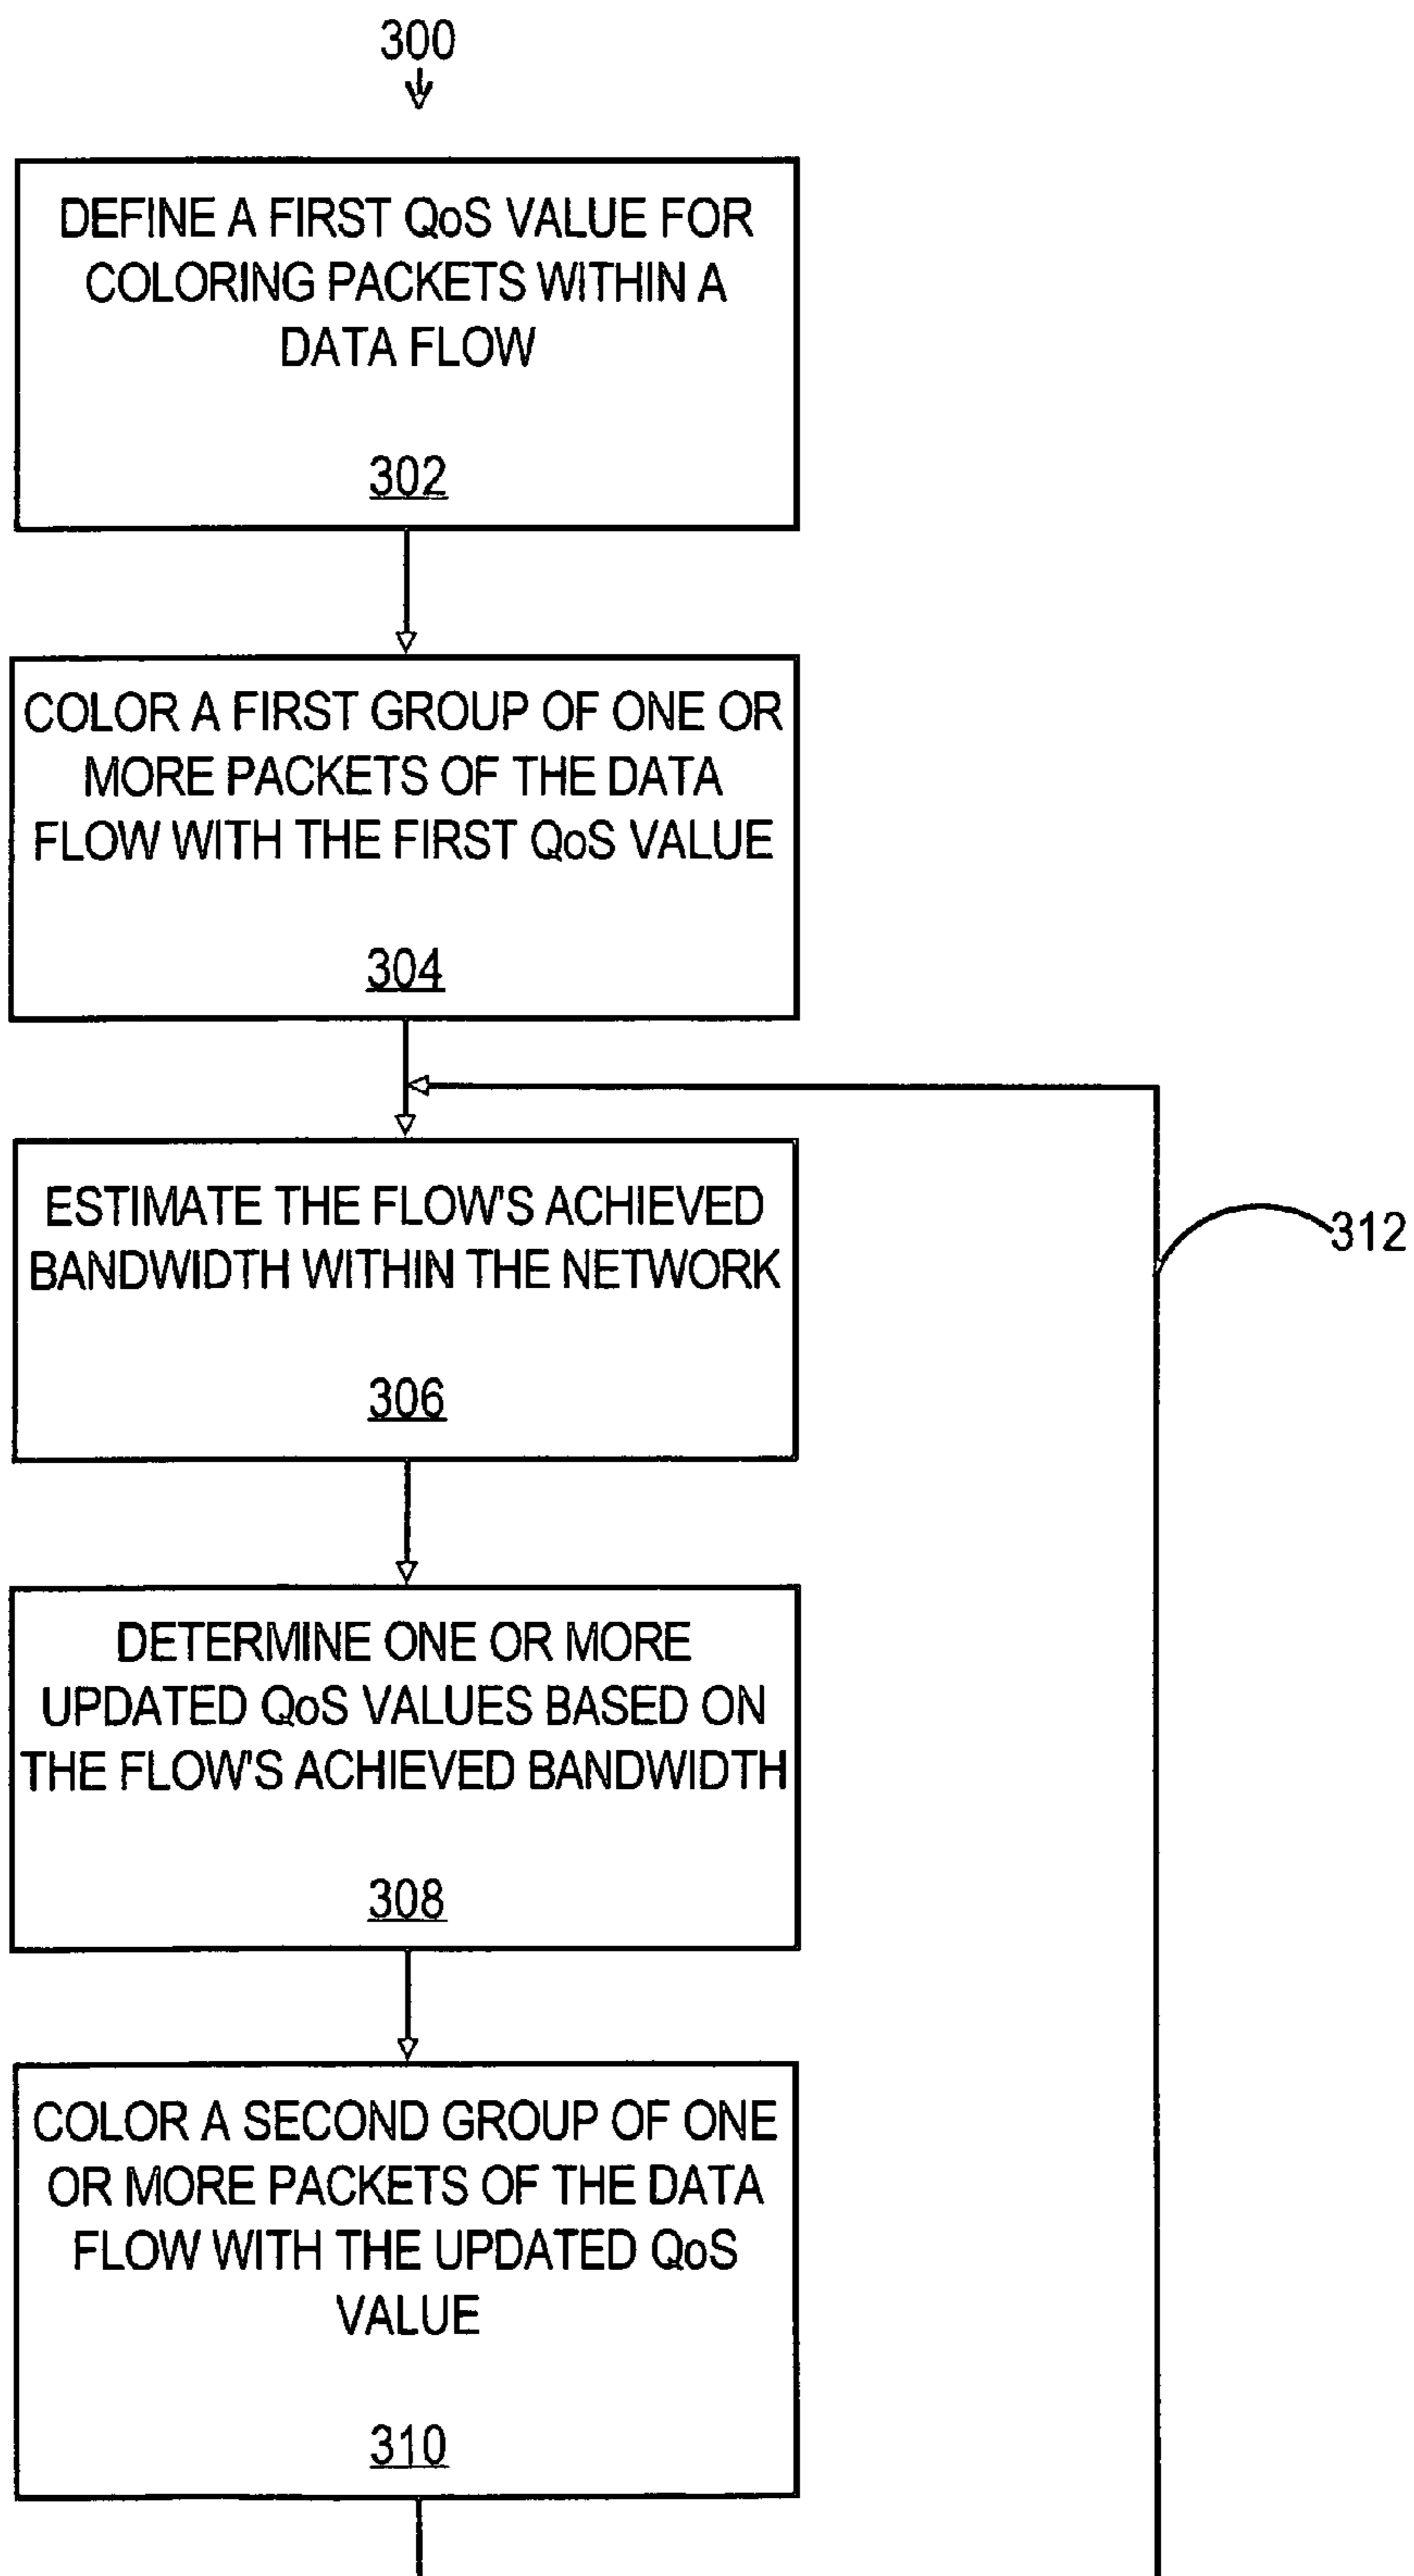 300
DEFINE A FIRST QoS VALUE FOR
COLORING PACKETS WITHIN A
DATA FLOW
302
COLOR A FIRST GROUP OF ONE OR
MORE PACKETS OF THE DATA
FLOW WITH THE FIRST QoS VALUE
304
ESTIMATE THE FLOW'S ACHIEVED
BANDWIDTH WITHIN THE NETWORK
306
312
DETERMINE ONE OR MORE
UPDATED QoS VALUES BASED ON
THE FLOW'S ACHIEVED BANDWIDTH
308
COLOR A SECOND GROUP OF ONE
OR MORE PACKETS OF THE DATA
FLOW WITH THE UPDATED QoS
VALUE
310